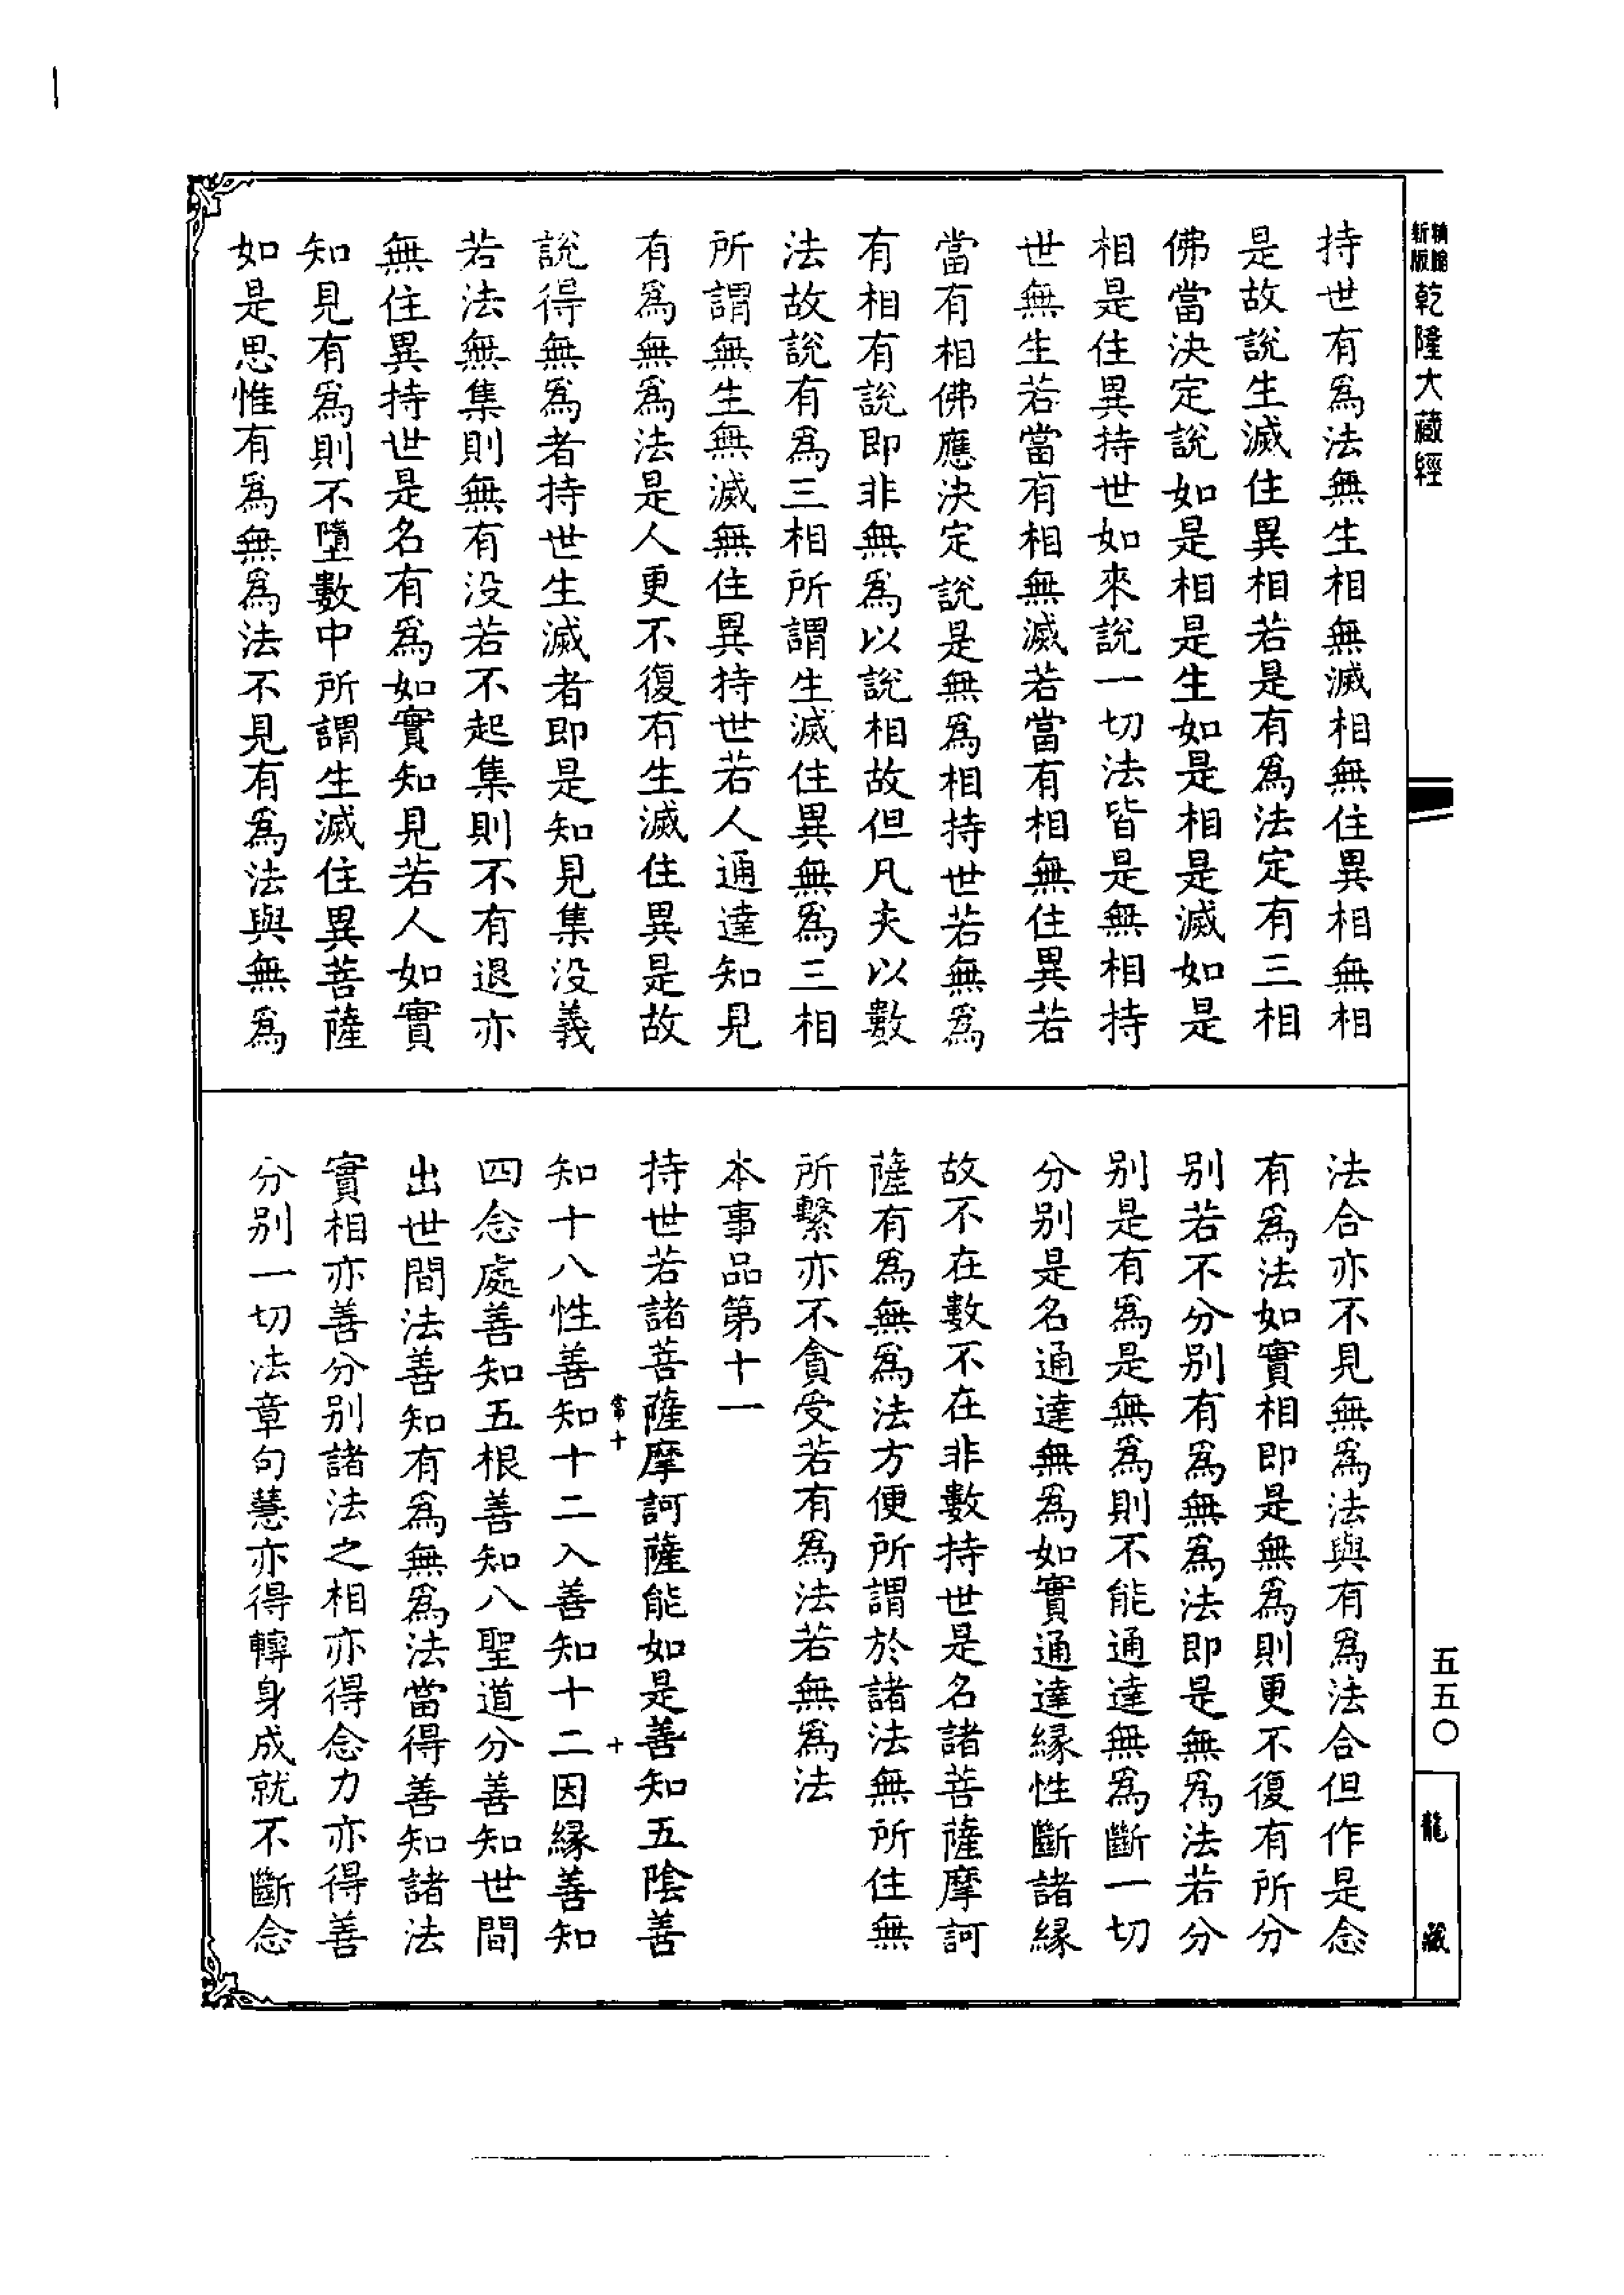 新版
精縮
乾隆大藏經
持世有爲法無生相無滅相無住異相無相
是故說生滅住異相若是有爲法定有三相
佛當決定說如是相是生如是相是滅如是
相是住異持世如來說一切法皆是無相持
世無生若當有相無滅若當有相無住異若
當有相佛應決定說是無爲相持世若無爲
有相有說即非無爲以說相故但凡夫以數
法故說有爲三相所謂生滅住異無爲三相
所謂無生無滅無住異持世若人通達知見
有爲無爲法是人更不復有生滅住異是故
說得無爲者持世生滅者即是知見集没義
若法無集則無有没若不起集則不有退亦
無住異持世是名有爲如實知見若人如實
知見有爲則不墮數中所謂生滅住異菩薩
如是思惟有爲無爲法不見有爲法與無爲
法合亦不見無爲法與有爲法合但作是念
有爲法如實相即是無爲則更不復有所分
别若不分别有爲無爲法即是無爲法若分
别是有爲是無爲則不能通達無爲斷一切
分别是名通達無爲如實通達緣性斷諸緣
故不在數不在非數持世是名諸菩薩摩訶
薩有爲無爲法方便所謂於諸法無所住無
所繫亦不貪受若有爲法若無爲法
本事品第十一
持世若諸菩薩摩訶薩能如是善知五陰善
知十八性善知十二入善知十二因緣善知
四念處善知五根善知八聖道分善知世間
出世間法善知有爲無爲法當得善知諸法
實相亦善分别諸法之相亦得念力亦得善
分别一切法章句慧亦得轉身成就不斷念
五五〇
龍藏